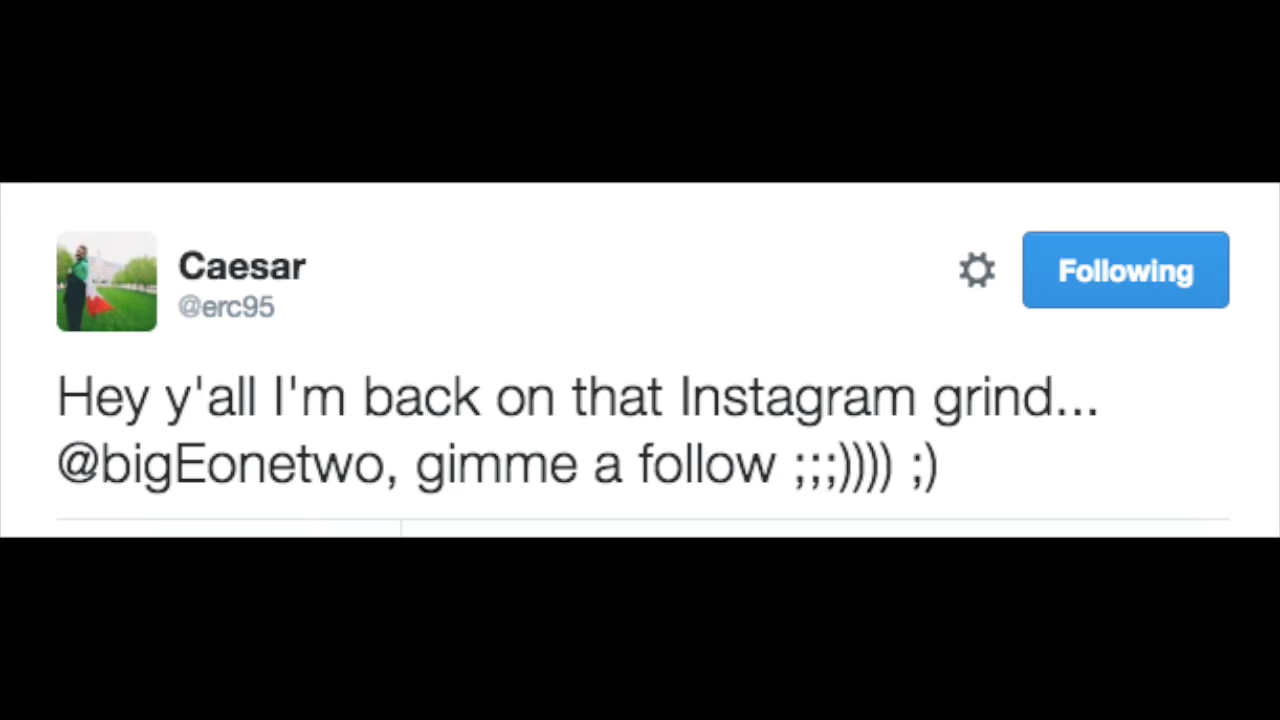 Caesar
@erc95
Following
Hey y'all I'm back on that Instagram grind...
@bigEonetwo, gimme a follow ;;;)))) ;)